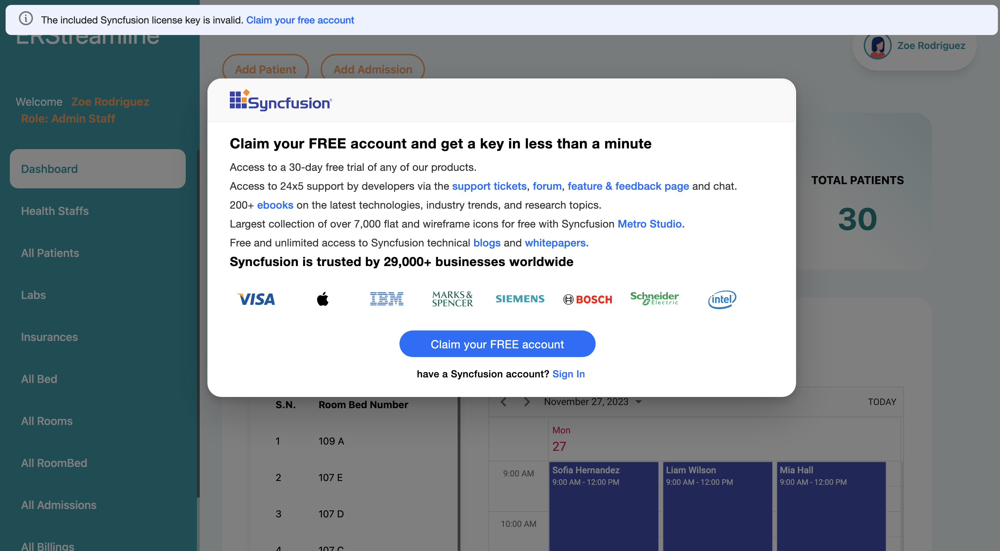 The included Syncfusion license key is invalid. Claim your free account
ERStreamline
Zoe Rodriguez
Add Patient
Add Admission
Welcome Zoe Rodriguez
Role: Admin Staff
Dashboard
Health Staffs
All Patients
Labs
Insurances
All Bed
All Rooms
All RoomBed
All Admissions
All Billings
Syncfusion®
Claim your FREE account and get a key in less than a minute
Access to a 30-day free trial of any of our products.
Access to 24x5 support by developers via the support tickets, forum, feature & feedback page and chat.
200+ ebooks on the latest technologies, industry trends, and research topics.
Largest collection of over 7,000 flat and wireframe icons for free with Syncfusion Metro Studio.
Free and unlimited access to Syncfusion technical blogs and whitepapers.
Syncfusion is trusted by 29,000+ businesses worldwide
VISA
IBM
MARKS &
SPENCER
SIEMENS
BOSCH
Schneider
Electric
intel
Claim your FREE account
have a Syncfusion account? Sign In
TOTAL PATIENTS
30
S.N. Room Bed Number
1 109 A
2 107 E
3 107 D
4 107 C
November 27, 2023
TODAY
Mon
27
9:00 AM
10:00 AM
Sofia Hernandez
9:00 AM - 12:00 PM
Liam Wilson
9:00 AM - 12:00 PM
Mia Hall
9:00 AM - 12:00 PM